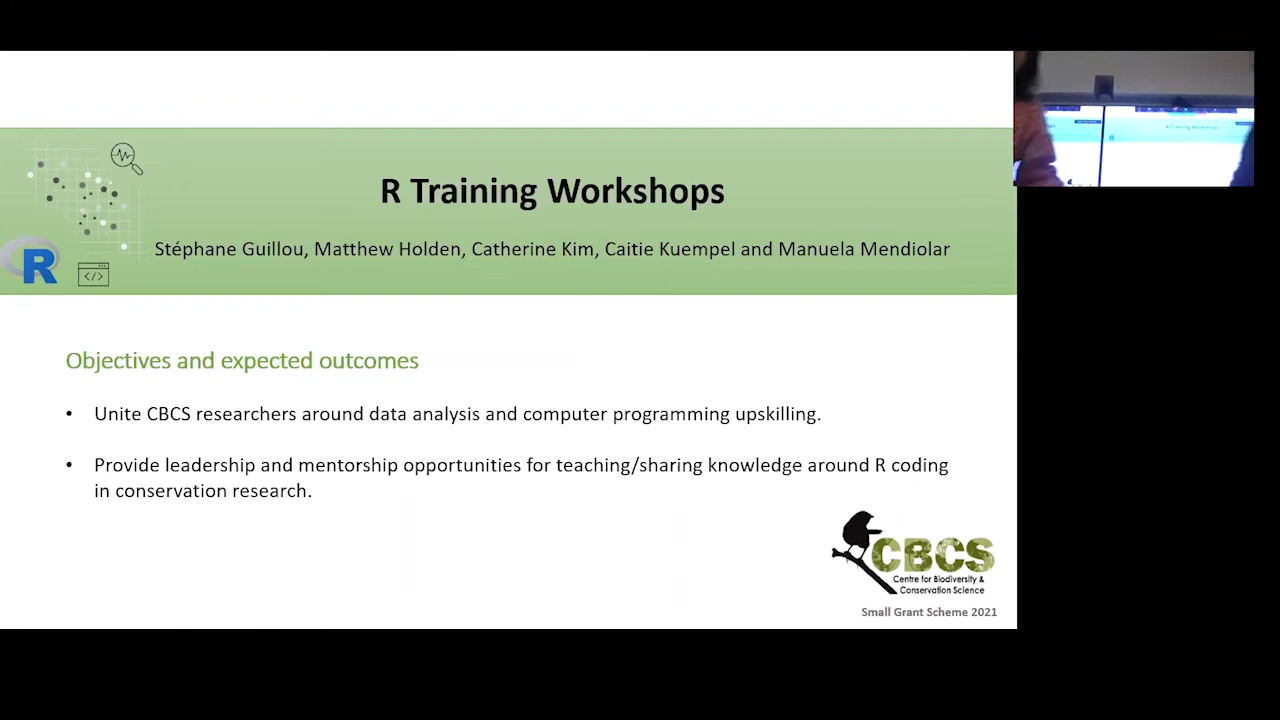 R Training Workshops
Stéphane Guillou, Matthew Holden, Catherine Kim, Caitie Kuempel and Manuela Mendiolar
R
</>
Objectives and expected outcomes
• Unite CBCS researchers around data analysis and computer programming upskilling.
• Provide leadership and mentorship opportunities for teaching/sharing knowledge around R coding
in conservation research.
CBCS
Centre for Biodiversity &
Conservation Science
Small Grant Scheme 2021
R Training Workshops